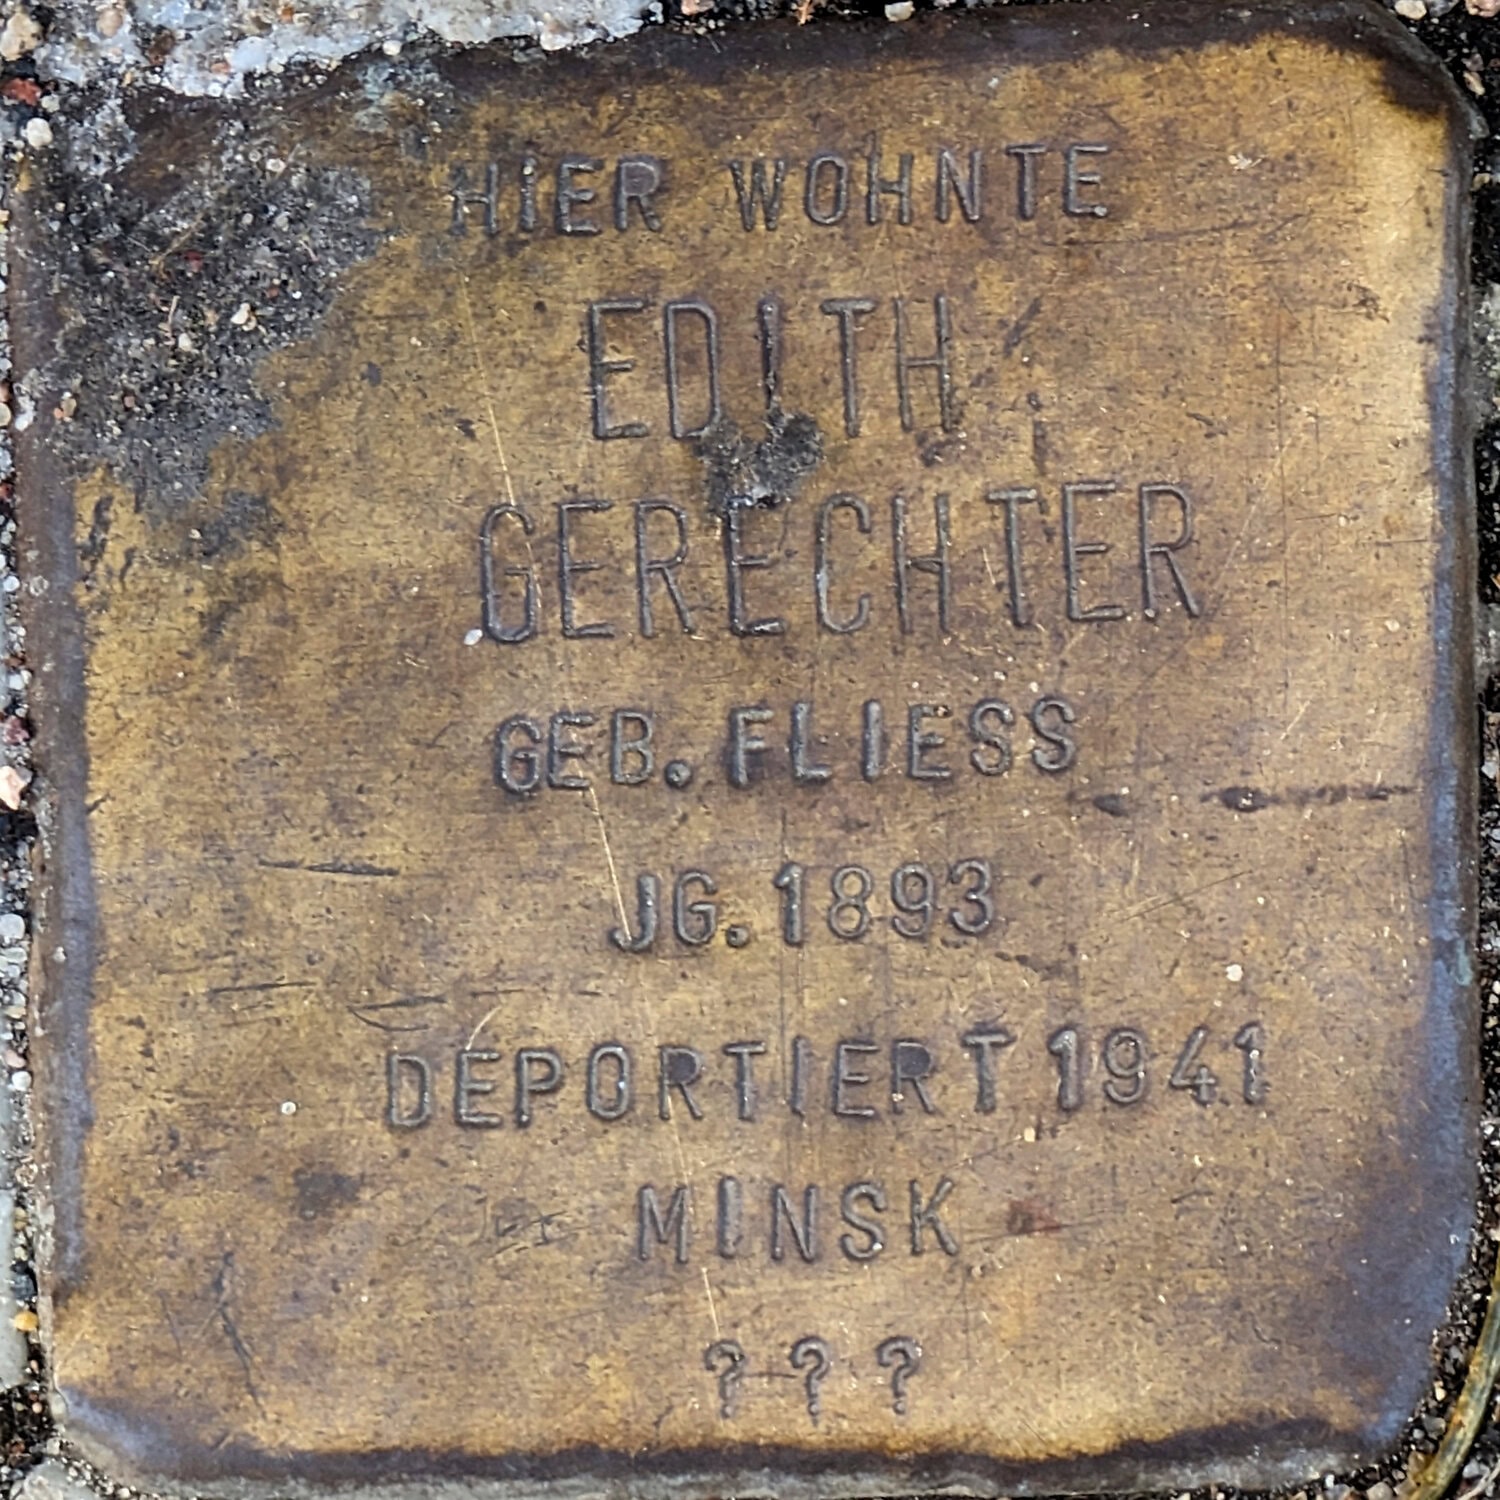 HIER WOHNTE
EDITH
GERECHTER
GEB. FLIESS
JG. 1893
DEPORTIERT 1941
MINSK
? ? ?